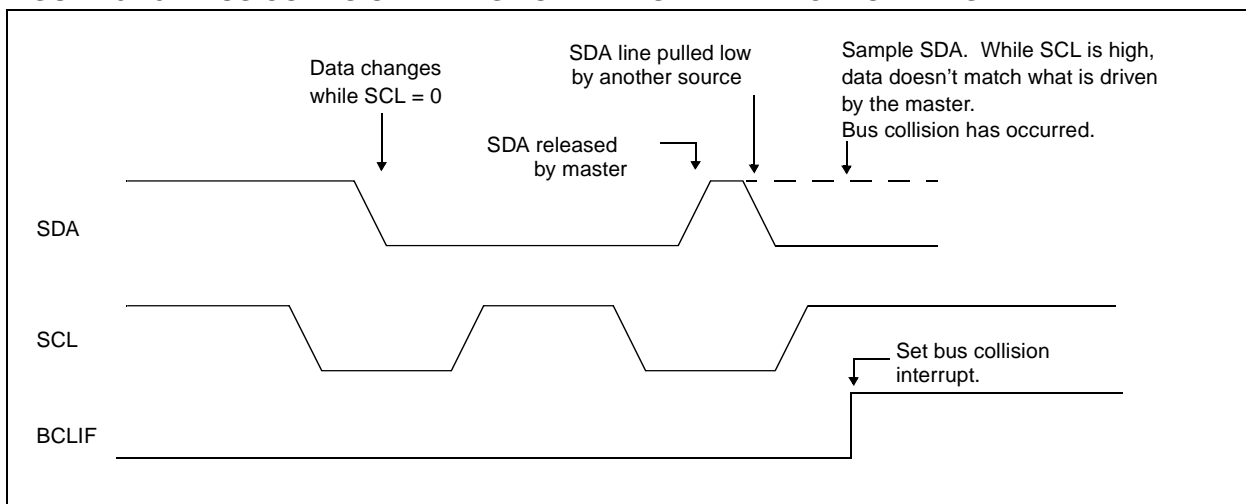 Data changes
while SCL = 0
SDA line pulled low
by another source
Sample SDA. While SCL is high,
data doesn't match what is driven
by the master.
Bus collision has occurred.
SDA released
by master
SDA
SCL
Set bus collision
interrupt.
BCLIF